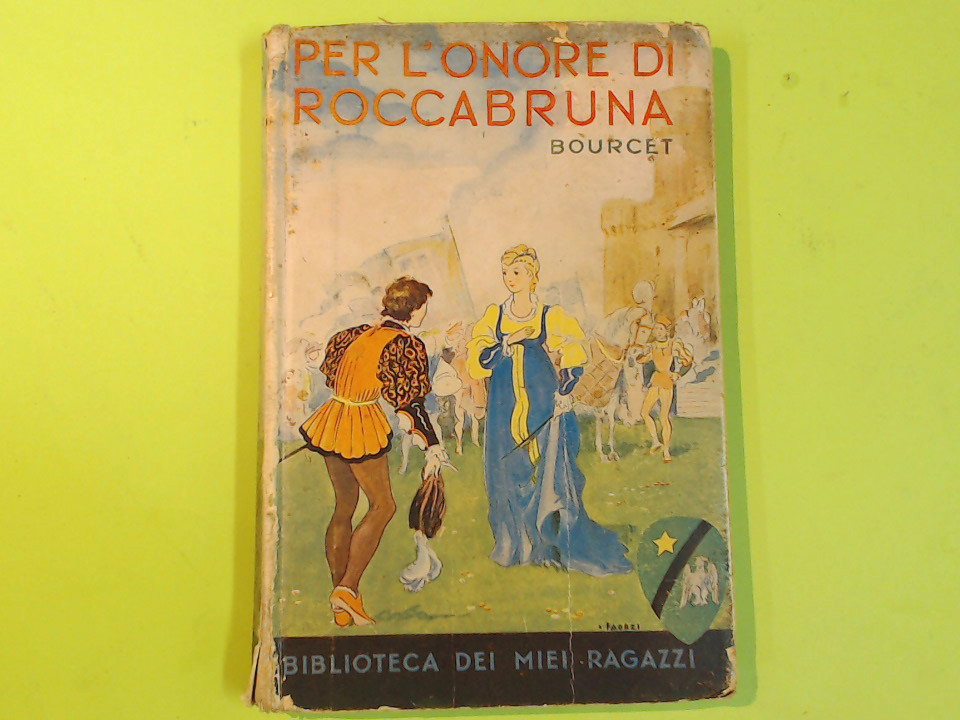 PER L'ONORE DI
ROCCABRUNA
BOURCET
BIBLIOTECA DEI MIEI RAGAZZI